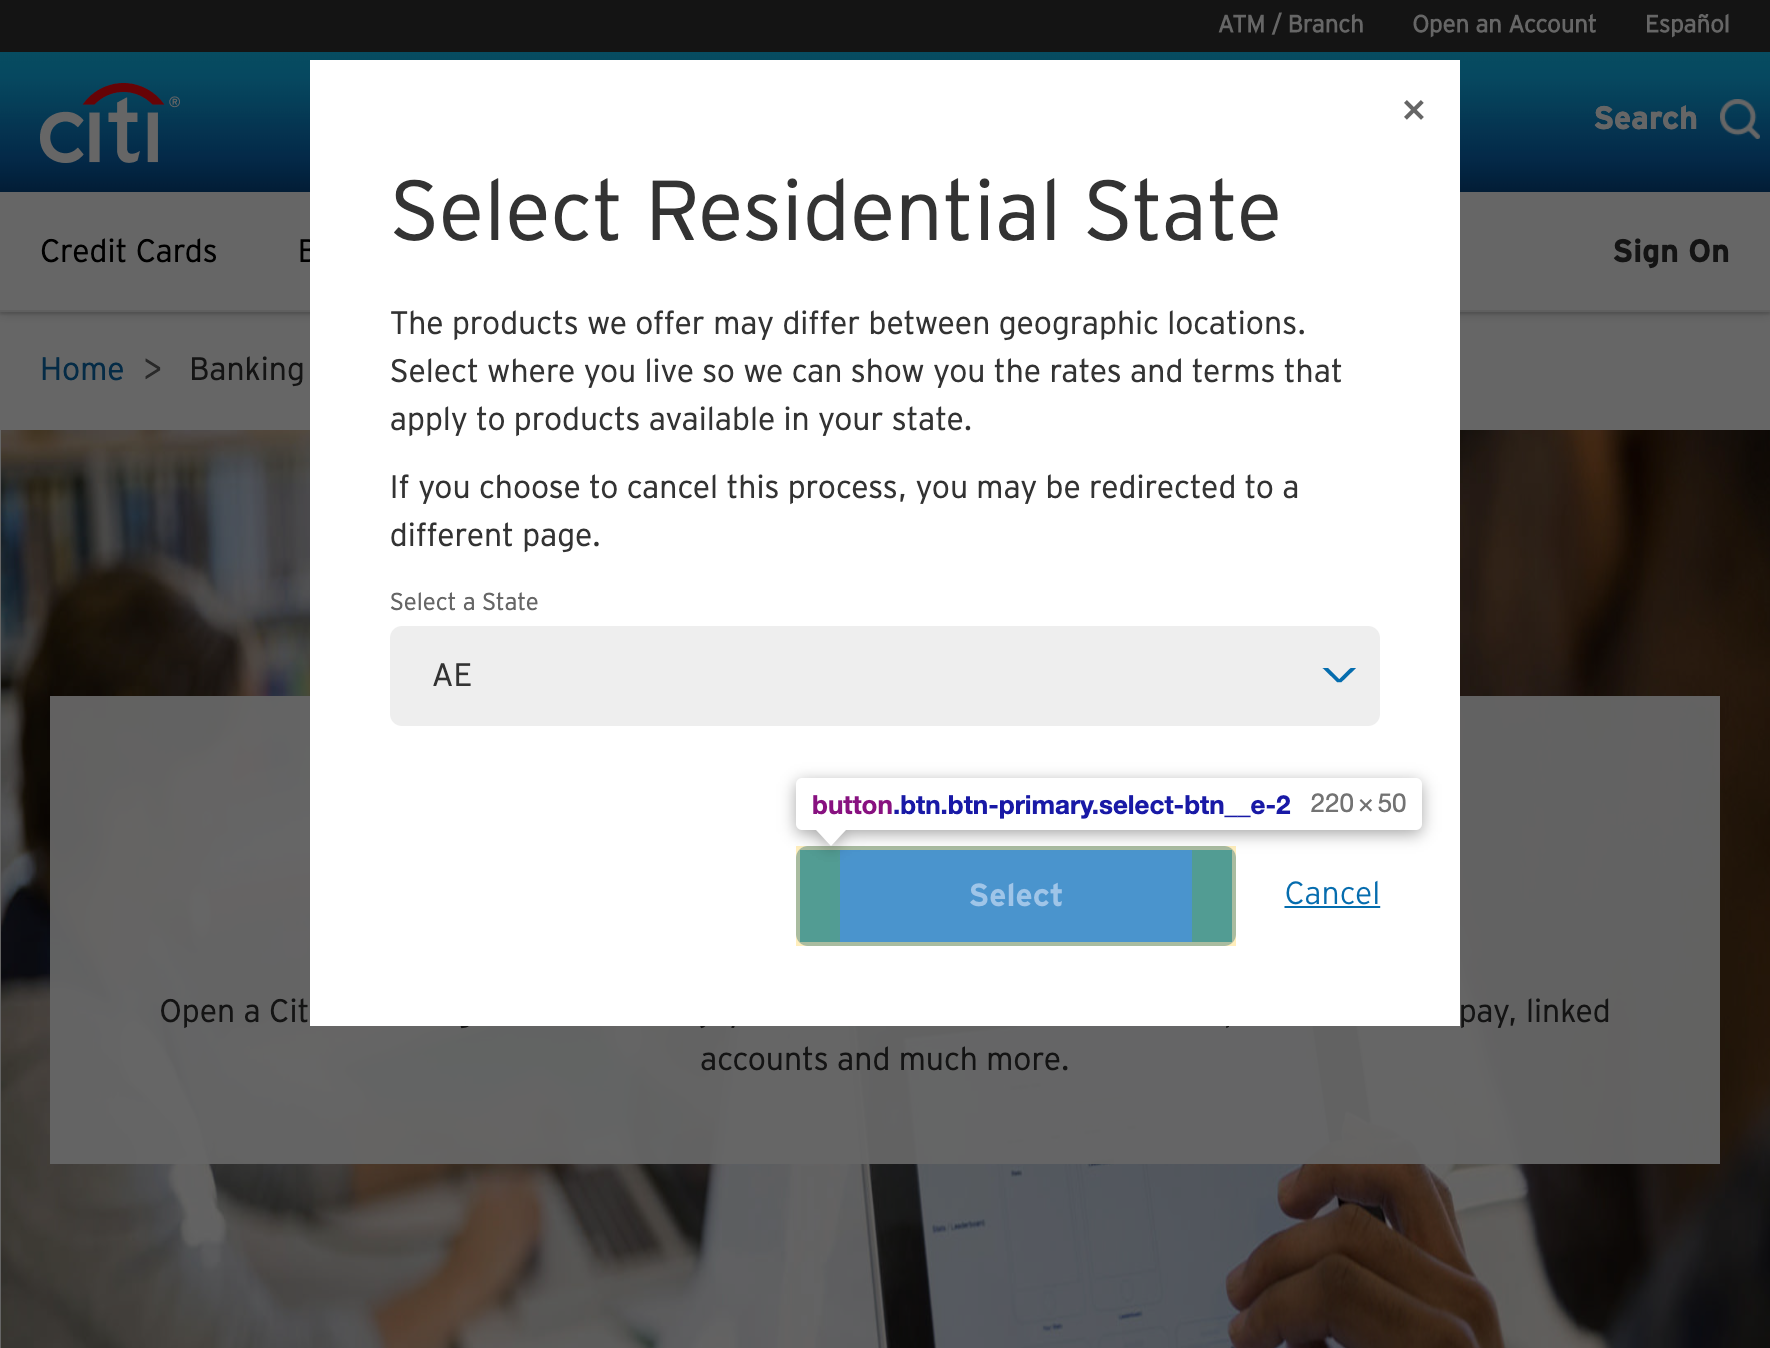 ATM / Branch Open an Account Español
citi®
Search
Credit Cards
Sign On
Home > Banking
×
Select Residential State
The products we offer may differ between geographic locations.
Select where you live so we can show you the rates and terms that
apply to products available in your state.
If you choose to cancel this process, you may be redirected to a
different page.
Select a State
AE
button.btn.btn-primary.select-btn__e-2 220 × 50
Select Cancel
Open a Cit pay, linked
accounts and much more.